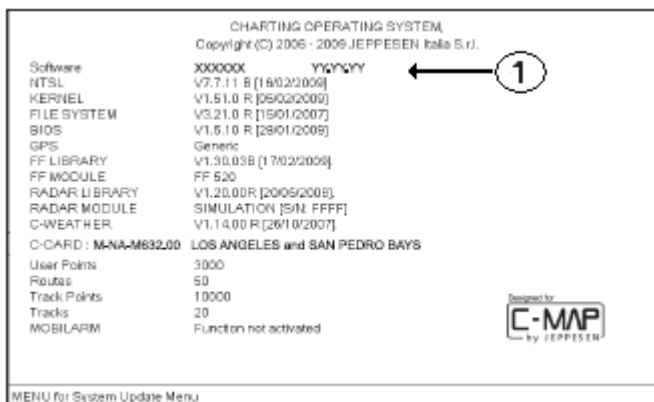 CHARTING OPERATING SYSTEM,
Copyright (C) 2006 - 2009 JEPPESEN Italia S.r.l.
Software XXXXXX YY.YY.YY
1
NTSL V7.7.11 B [16/02/2009]
KERNEL V1.51.0 R [05/02/2009]
FILE SYSTEM V3.21.0 R [15/01/2007]
BIOS V1.5.10 R [28/01/2009]
GPS Generic
FF LIBRARY V1.30.03B [17/02/2009].
FF MODULE FF 520
RADAR LIBRARY V1.20.00R [20/05/2008].
RADAR MODULE SIMULATION [S/N: FFFF]
C-WEATHER V1.14.00 R [26/10/2007].
C-CARD : M-NA-M632.00 LOS ANGELES and SAN PEDRO BAYS
User Points 3000
Routes 50
Track Points 10000
Tracks 20
MOBILARM Function not activated
Designed for
C-MAP
by JEPPESEN
MENU for System Update Menu